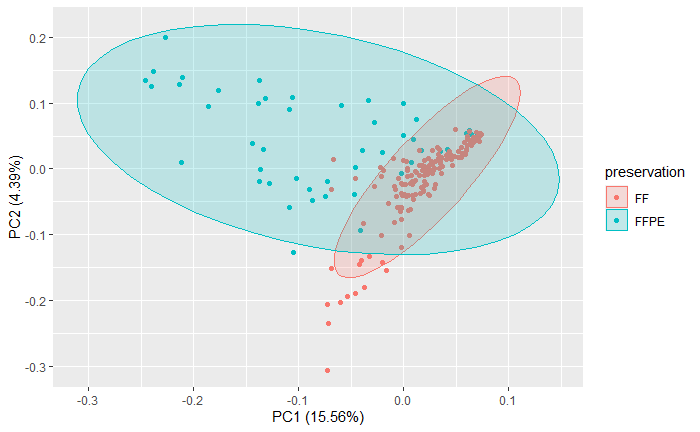 0.2
0.1
0.0
-0.1
-0.2
-0.3
PC2 (4.39%)
-0.3 -0.2 -0.1 0.0 0.1
PC1 (15.56%)
preservation
FF
FFPE